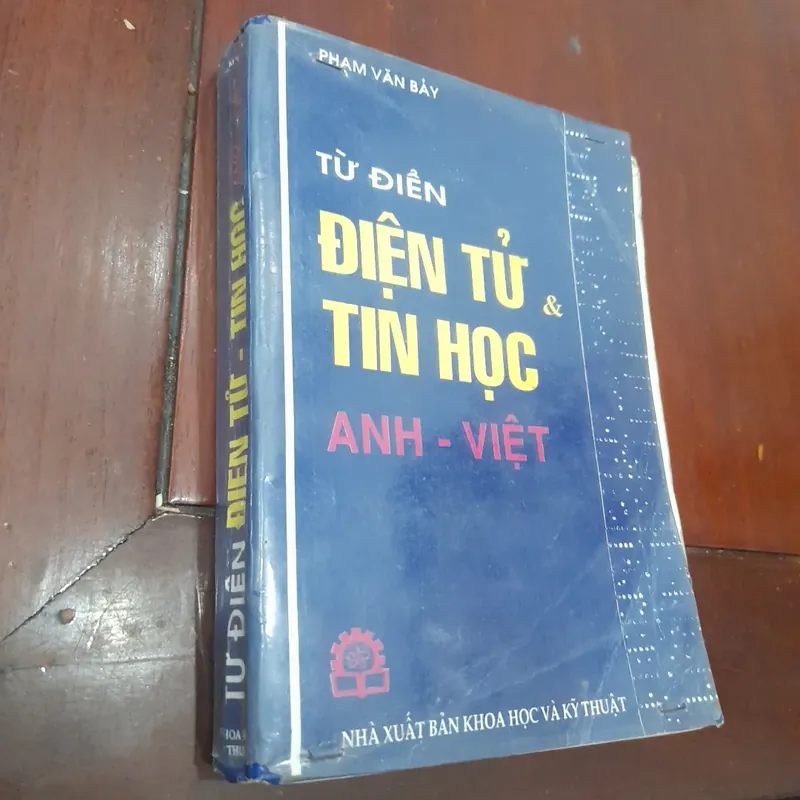 PHẠM VĂN BẢY
TỪ ĐIỂN
ĐIỆN TỬ &
TIN HỌC
ANH - VIỆT
NHÀ XUẤT BẢN KHOA HỌC VÀ KỸ THUẬT
TỪ ĐIỂN ĐIỆN TỬ - TIN HỌC